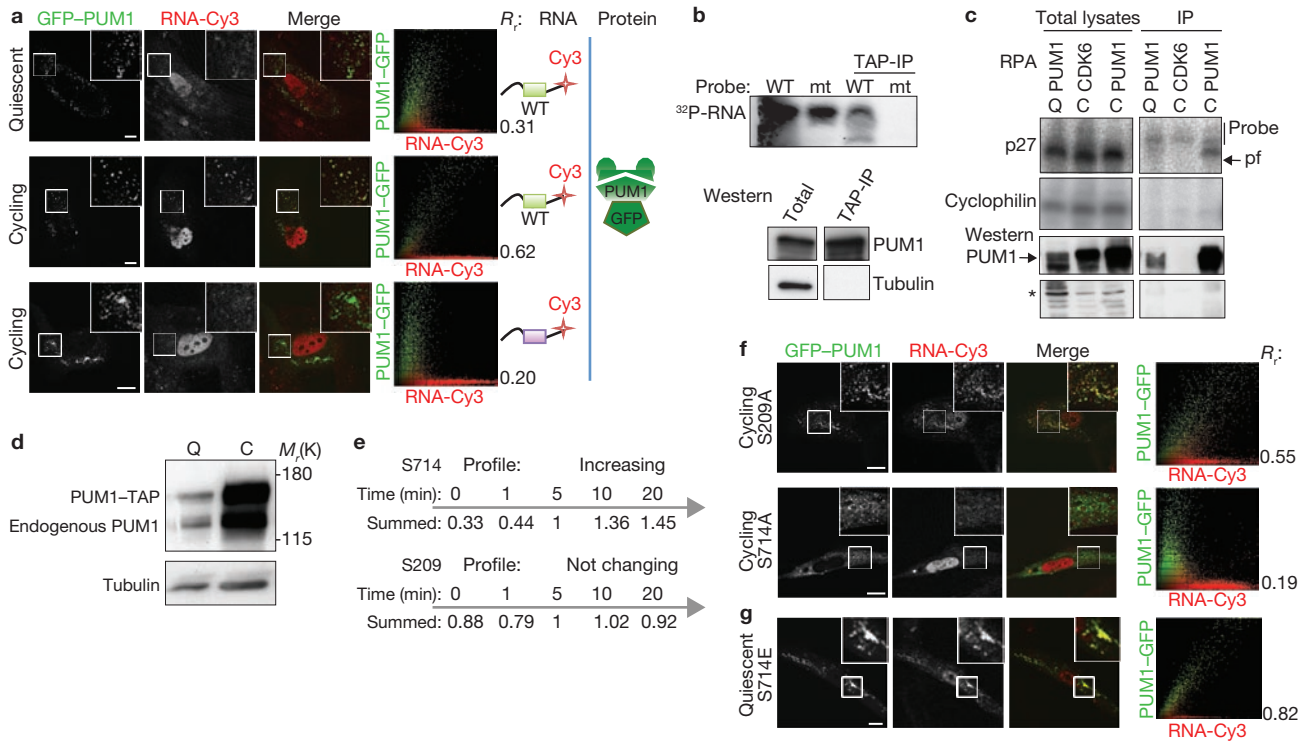 a
GFP–PUM1 RNA-Cy3 Merge Rr: RNA Protein
Quiescent
PUM1–GFP
RNA-Cy3
0.31
Cy3
WT
Cycling
PUM1–GFP
RNA-Cy3
0.62
Cy3
WT
Cycling
PUM1–GFP
RNA-Cy3
0.20
Cy3
PUM1
GFP
b
TAP-IP
Probe: WT mt WT mt
32P-RNA
Western
Total TAP-IP
PUM1
Tubulin
c
Total lysates IP
RPA
Q PUM1
C CDK6
C PUM1
Q PUM1
C CDK6
C PUM1
p27
Probe
pf
Cyclophilin
Western
PUM1
*
d
Q C Mr(K)
180
PUM1–TAP
Endogenous PUM1
115
Tubulin
e
S714 Profile: Increasing
Time (min): 0 1 5 10 20
Summed: 0.33 0.44 1 1.36 1.45
S209 Profile: Not changing
Time (min): 0 1 5 10 20
Summed: 0.88 0.79 1 1.02 0.92
f
GFP–PUM1 RNA-Cy3 Merge Rr:
Cycling
S209A
PUM1–GFP
RNA-Cy3
0.55
Cycling
S714A
PUM1–GFP
RNA-Cy3
0.19
g
Quiescent
S714E
PUM1–GFP
RNA-Cy3
0.82